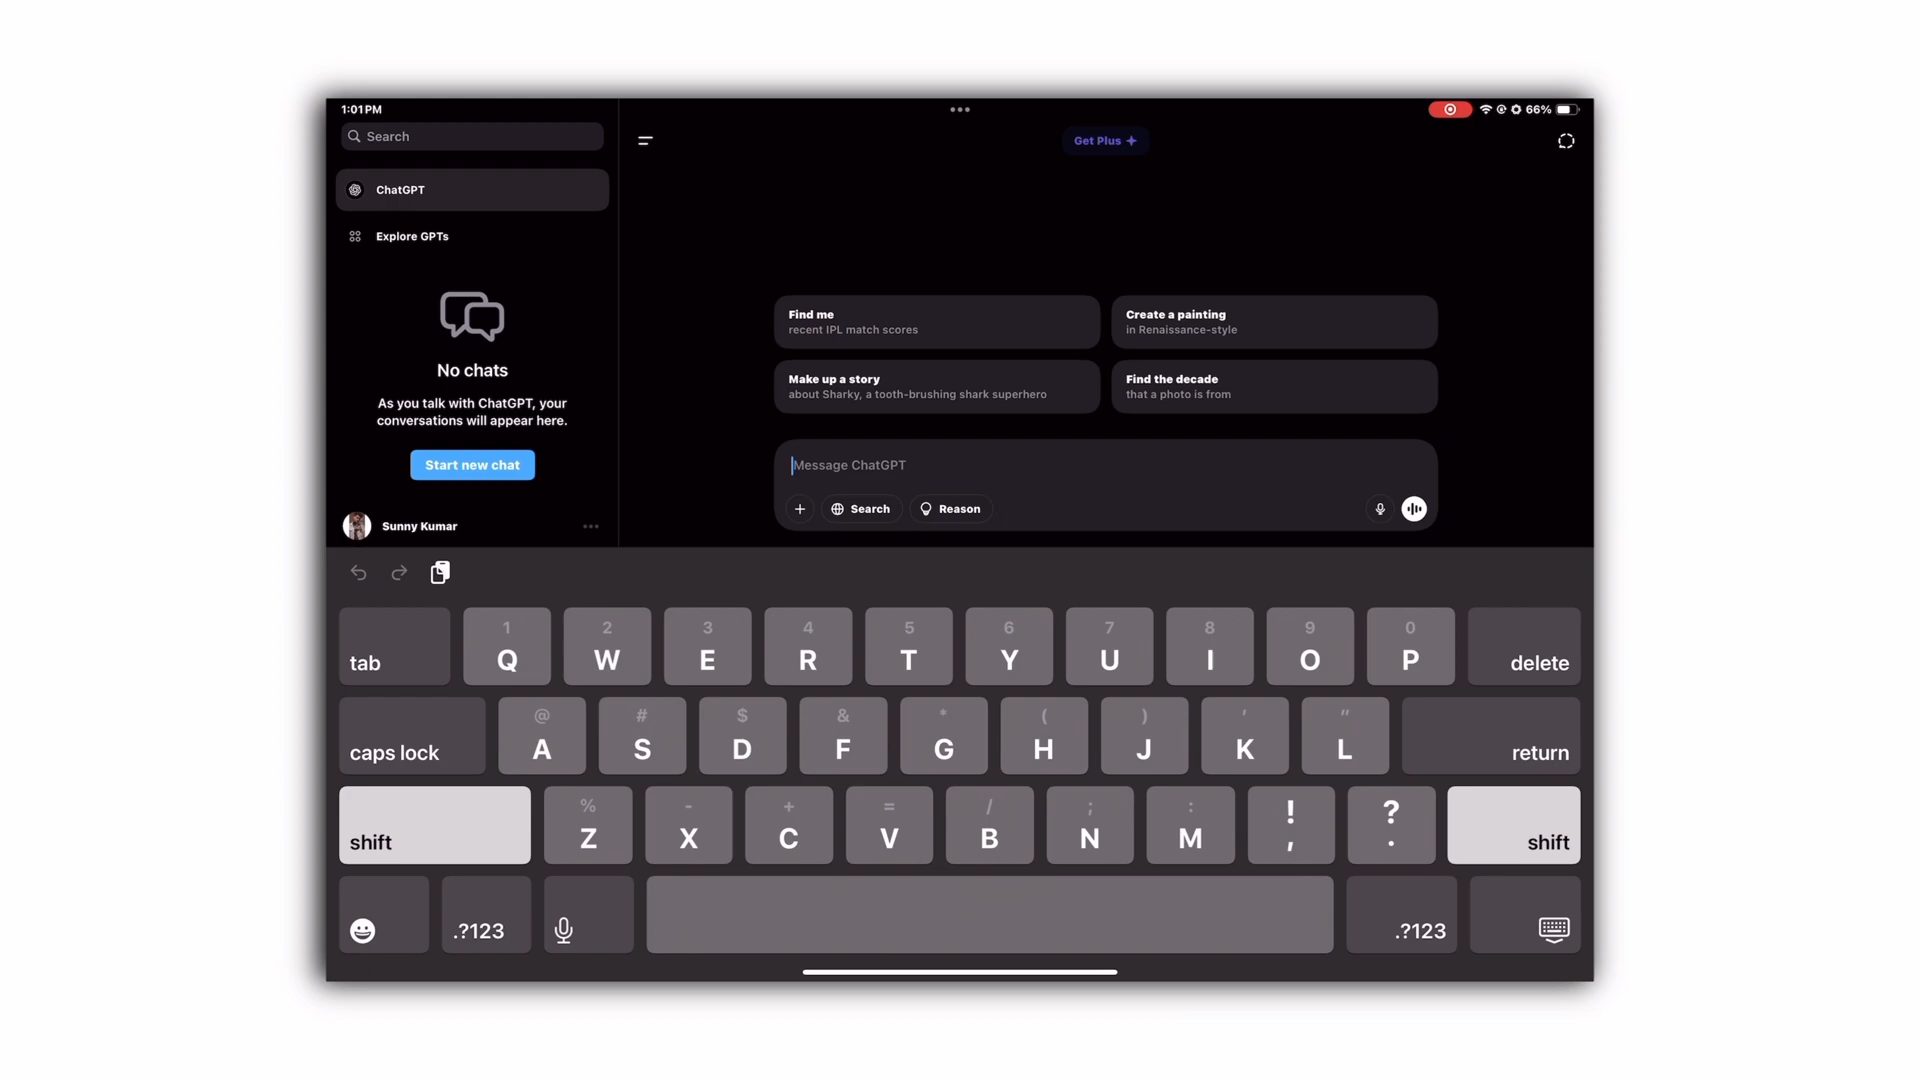 1:01 PM
66%
Search
Get Plus
ChatGPT
Explore GPTs
No chats
As you talk with ChatGPT, your
conversations will appear here.
Start new chat
Sunny Kumar
Find me
recent IPL match scores
Create a painting
in Renaissance-style
Make up a story
about Sharky, a tooth-brushing shark superhero
Find the decade
that a photo is from
Message ChatGPT
Search
Reason
1 2 3 4 5 6 7 8 9 0
tab Q W E R T Y U I O P delete
@ # $ & * ( ) ' "
caps lock A S D F G H J K L return
% - + = / ; : ! ?
shift Z X C V B N M , . shift
.?123 .?123